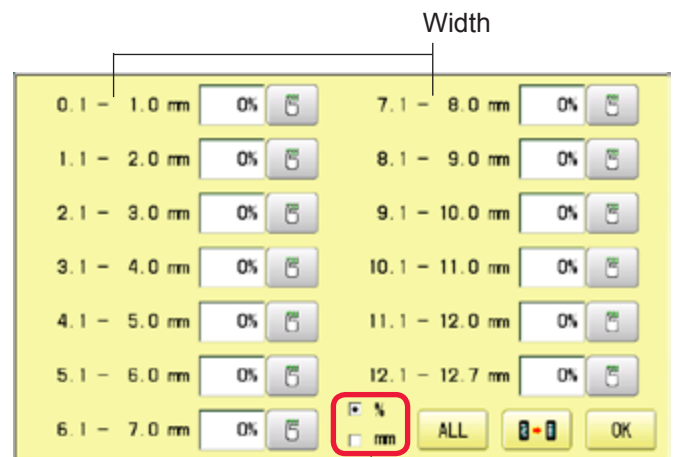 Width
0.1 - 1.0 mm 0% 7.1 - 8.0 mm 0%
1.1 - 2.0 mm 0% 8.1 - 9.0 mm 0%
2.1 - 3.0 mm 0% 9.1 - 10.0 mm 0%
3.1 - 4.0 mm 0% 10.1 - 11.0 mm 0%
4.1 - 5.0 mm 0% 11.1 - 12.0 mm 0%
5.1 - 6.0 mm 0% 12.1 - 12.7 mm 0%
%
6.1 - 7.0 mm 0% mm ALL OK